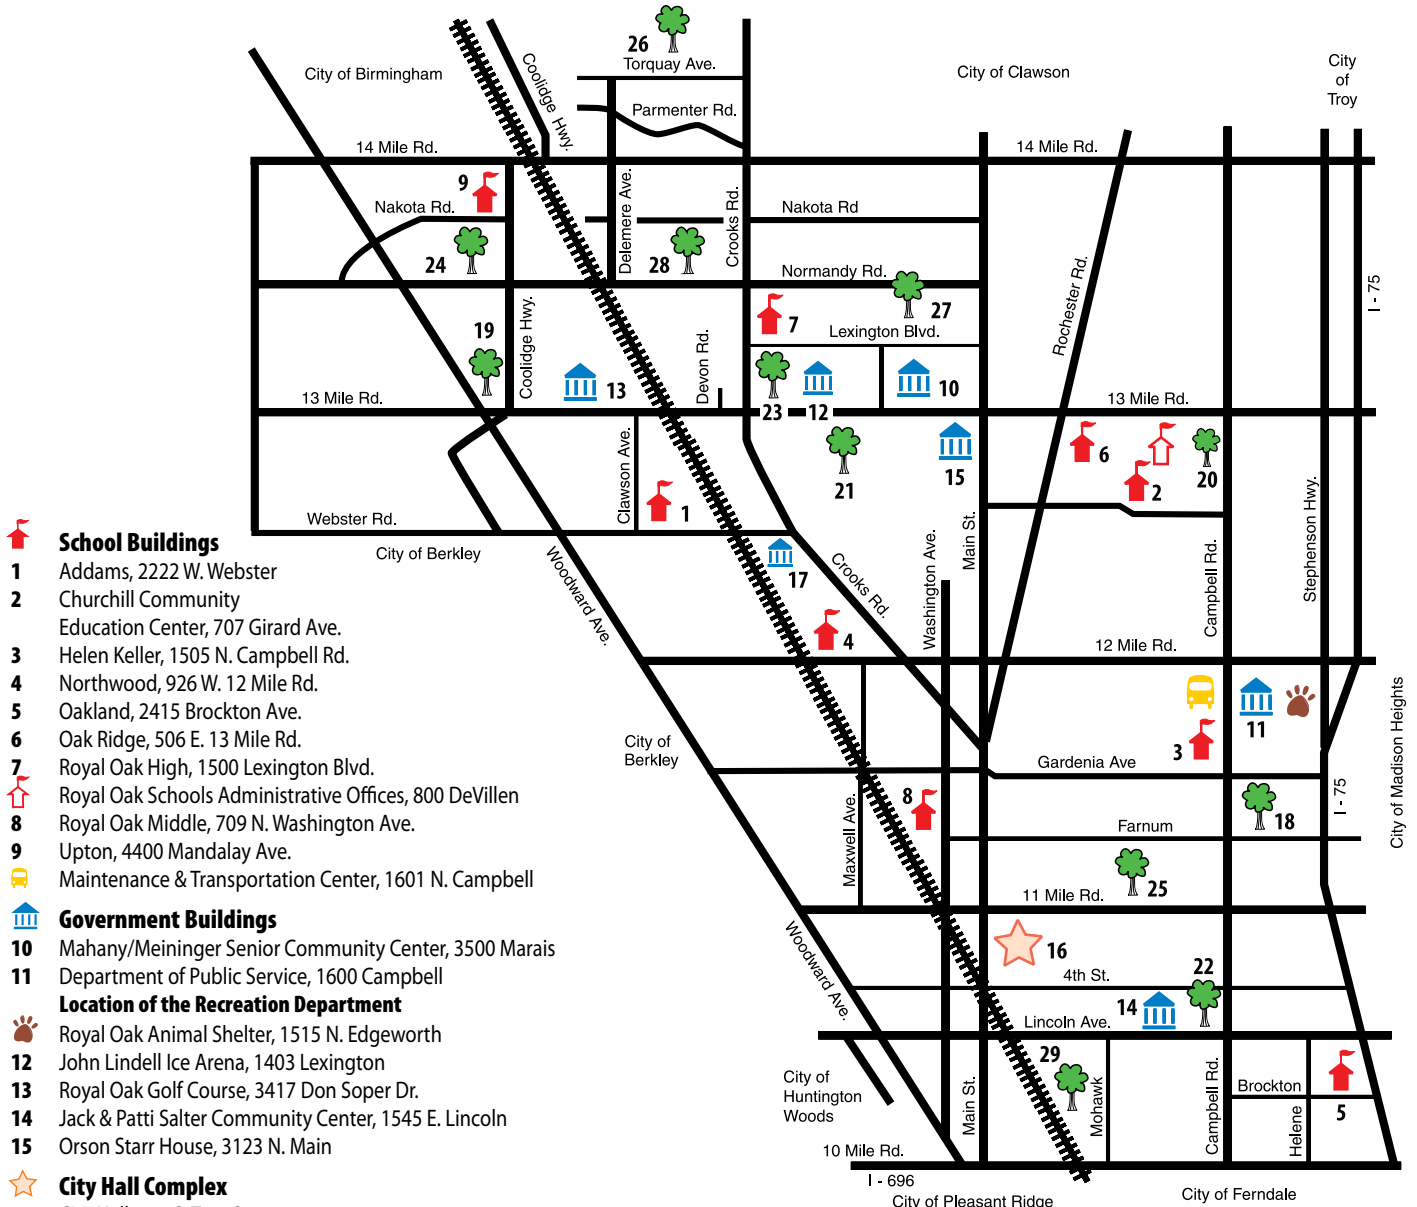 26
Torquay Ave.
City of Birmingham
Coolidge Hwy.
City of Clawson
City
of
Troy
Parmenter Rd.
14 Mile Rd.
14 Mile Rd.
9
Nakota Rd.
Delemere Ave.
Crooks Rd.
Nakota Rd
24
28
Normandy Rd.
Rochester Rd.
I - 75
27
7
Lexington Blvd.
19
Coolidge Hwy.
13
Devon Rd.
10
13 Mile Rd.
23
12
13 Mile Rd.
Clawson Ave.
21
15
6
2
20
1
Webster Rd.
City of Berkley
Woodward Ave.
17
Crooks Rd.
Washington Ave.
Main St.
Campbell Rd.
Stephenson Hwy.
4
12 Mile Rd.
City of
Berkley
11
3
Gardenia Ave
City of Madison Heights
Maxwell Ave.
8
18
I - 75
Farnum
25
11 Mile Rd.
Woodward Ave.
16
4th St.
22
14
Lincoln Ave.
29
City of
Huntington
Woods
Main St.
Mohawk
Campbell Rd.
Brockton
Helene
5
10 Mile Rd.
I - 696
City of Pleasant Ridge
City of Ferndale
School Buildings
1 Addams, 2222 W. Webster
2 Churchill Community
Education Center, 707 Girard Ave.
3 Helen Keller, 1505 N. Campbell Rd.
4 Northwood, 926 W. 12 Mile Rd.
5 Oakland, 2415 Brockton Ave.
6 Oak Ridge, 506 E. 13 Mile Rd.
7 Royal Oak High, 1500 Lexington Blvd.
Royal Oak Schools Administrative Offices, 800 DeVillen
8 Royal Oak Middle, 709 N. Washington Ave.
9 Upton, 4400 Mandalay Ave.
Maintenance & Transportation Center, 1601 N. Campbell
Government Buildings
10 Mahany/Meininger Senior Community Center, 3500 Marais
11 Department of Public Service, 1600 Campbell
Location of the Recreation Department
Royal Oak Animal Shelter, 1515 N. Edgeworth
12 John Lindell Ice Arena, 1403 Lexington
13 Royal Oak Golf Course, 3417 Don Soper Dr.
14 Jack & Patti Salter Community Center, 1545 E. Lincoln
15 Orson Starr House, 3123 N. Main
City Hall Complex